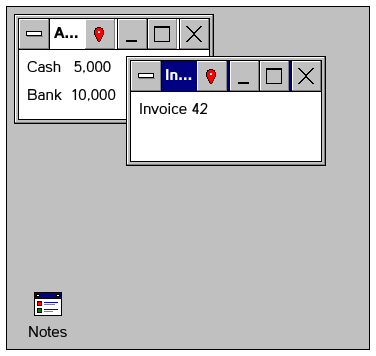 A...
Cash 5,000
Bank 10,000
In...
Invoice 42
Notes